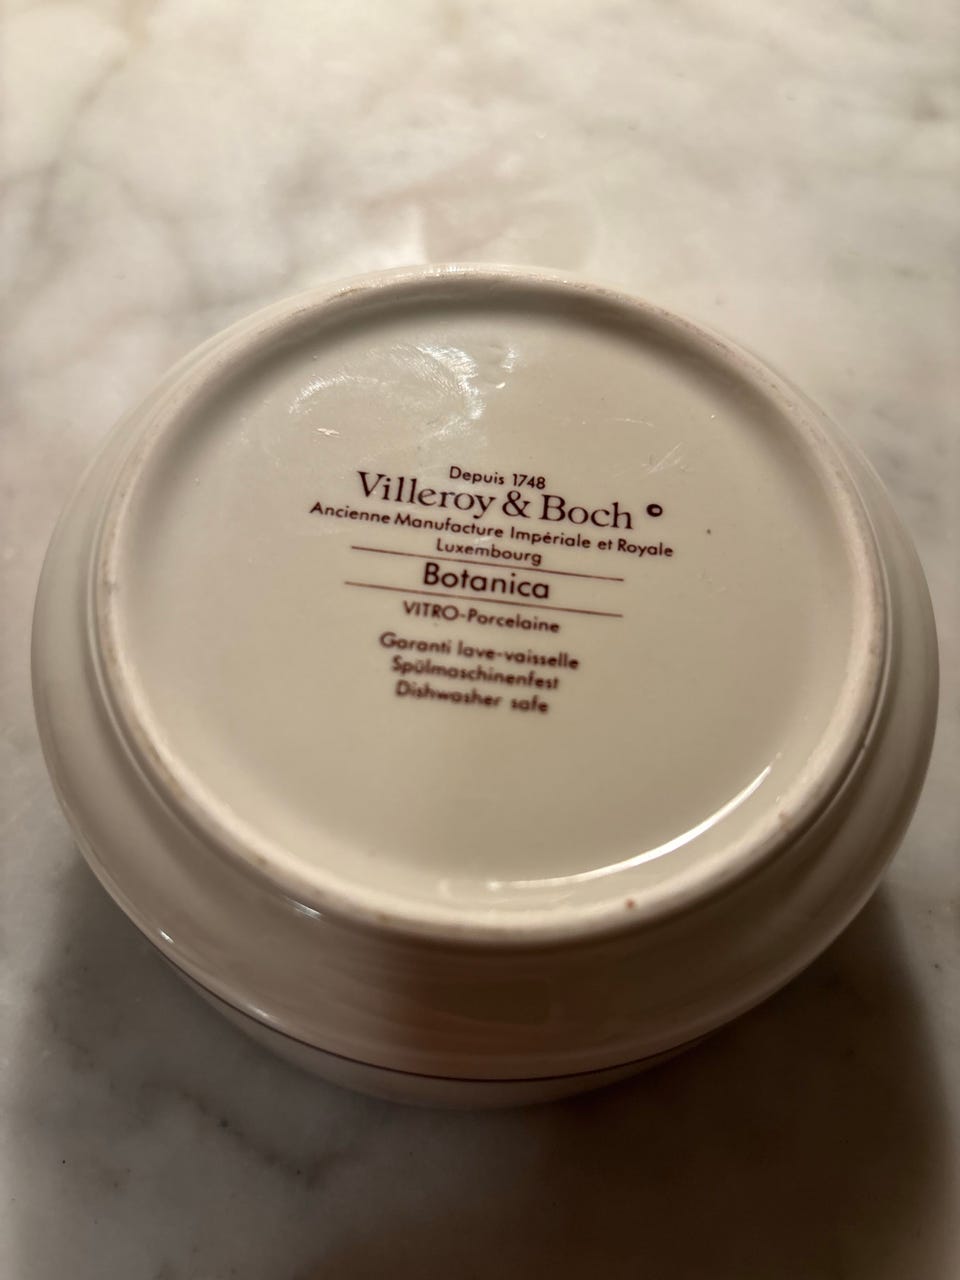 Depuis 1748
Villeroy & Boch ©
Ancienne Manufacture Impériale et Royale
Luxembourg
Botanica
VITRO-Porcelaine
Garanti lave-vaisselle
Spülmaschinenfest
Dishwasher safe